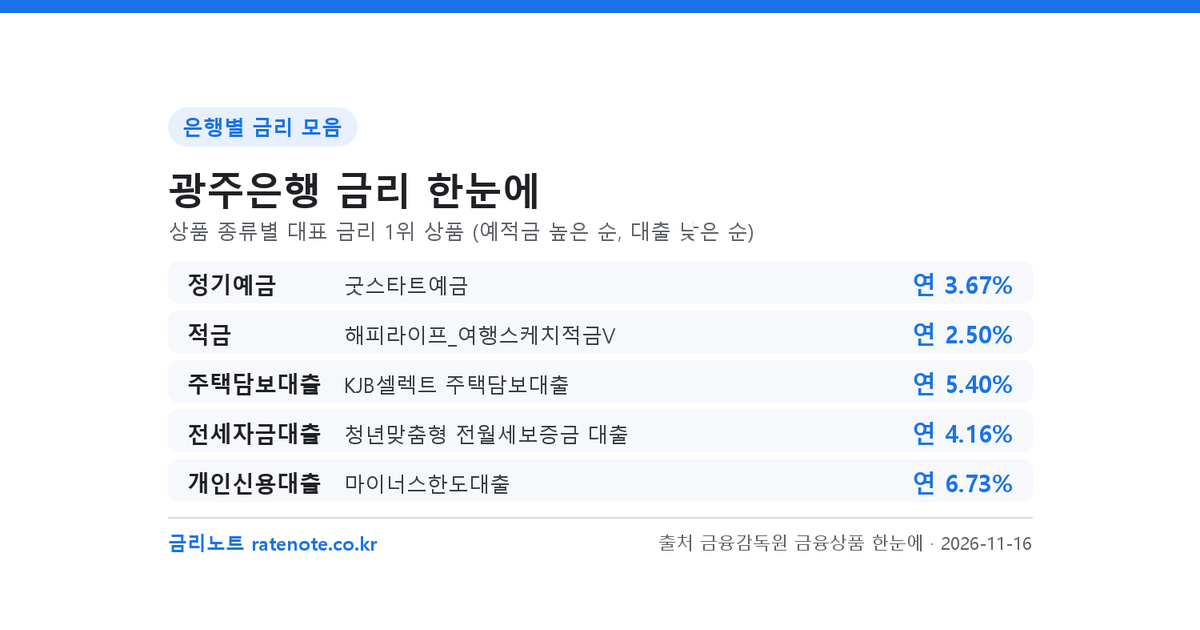 은행별 금리 모음
광주은행 금리 한눈에
상품 종류별 대표 금리 1위 상품 (예적금 높은 순, 대출 낮은 순)
정기예금 굿스타트예금 연 3.67%
적금 해피라이프_여행스케치적금V 연 2.50%
주택담보대출 KJB셀렉트 주택담보대출 연 5.40%
전세자금대출 청년맞춤형 전월세보증금 대출 연 4.16%
개인신용대출 마이너스한도대출 연 6.73%
금리노트 ratenote.co.kr 출처 금융감독원 금융상품 한눈에 · 2026-11-16